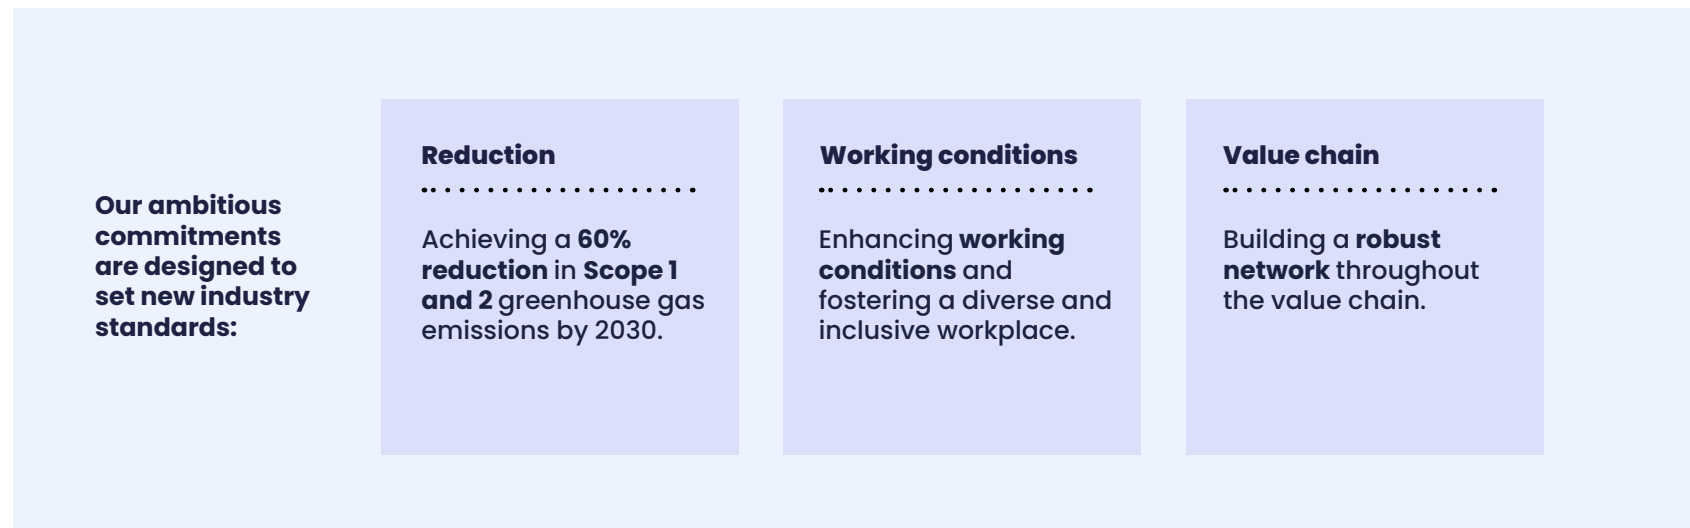 Our ambitious
commitments
are designed to
set new industry
standards:
Reduction
Achieving a 60%
reduction in Scope 1
and 2 greenhouse gas
emissions by 2030.
Working conditions
Enhancing working
conditions and
fostering a diverse and
inclusive workplace.
Value chain
Building a robust
network throughout
the value chain.